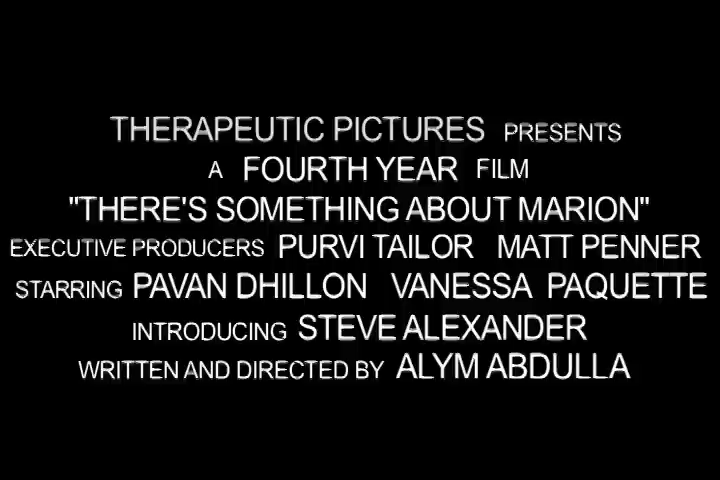 THERAPEUTIC PICTURES PRESENTS
A FOURTH YEAR FILM
"THERE'S SOMETHING ABOUT MARION"
EXECUTIVE PRODUCERS PURVI TAILOR MATT PENNER
STARRING PAVAN DHILLON VANESSA PAQUETTE
INTRODUCING STEVE ALEXANDER
WRITTEN AND DIRECTED BY ALYM ABDULLA